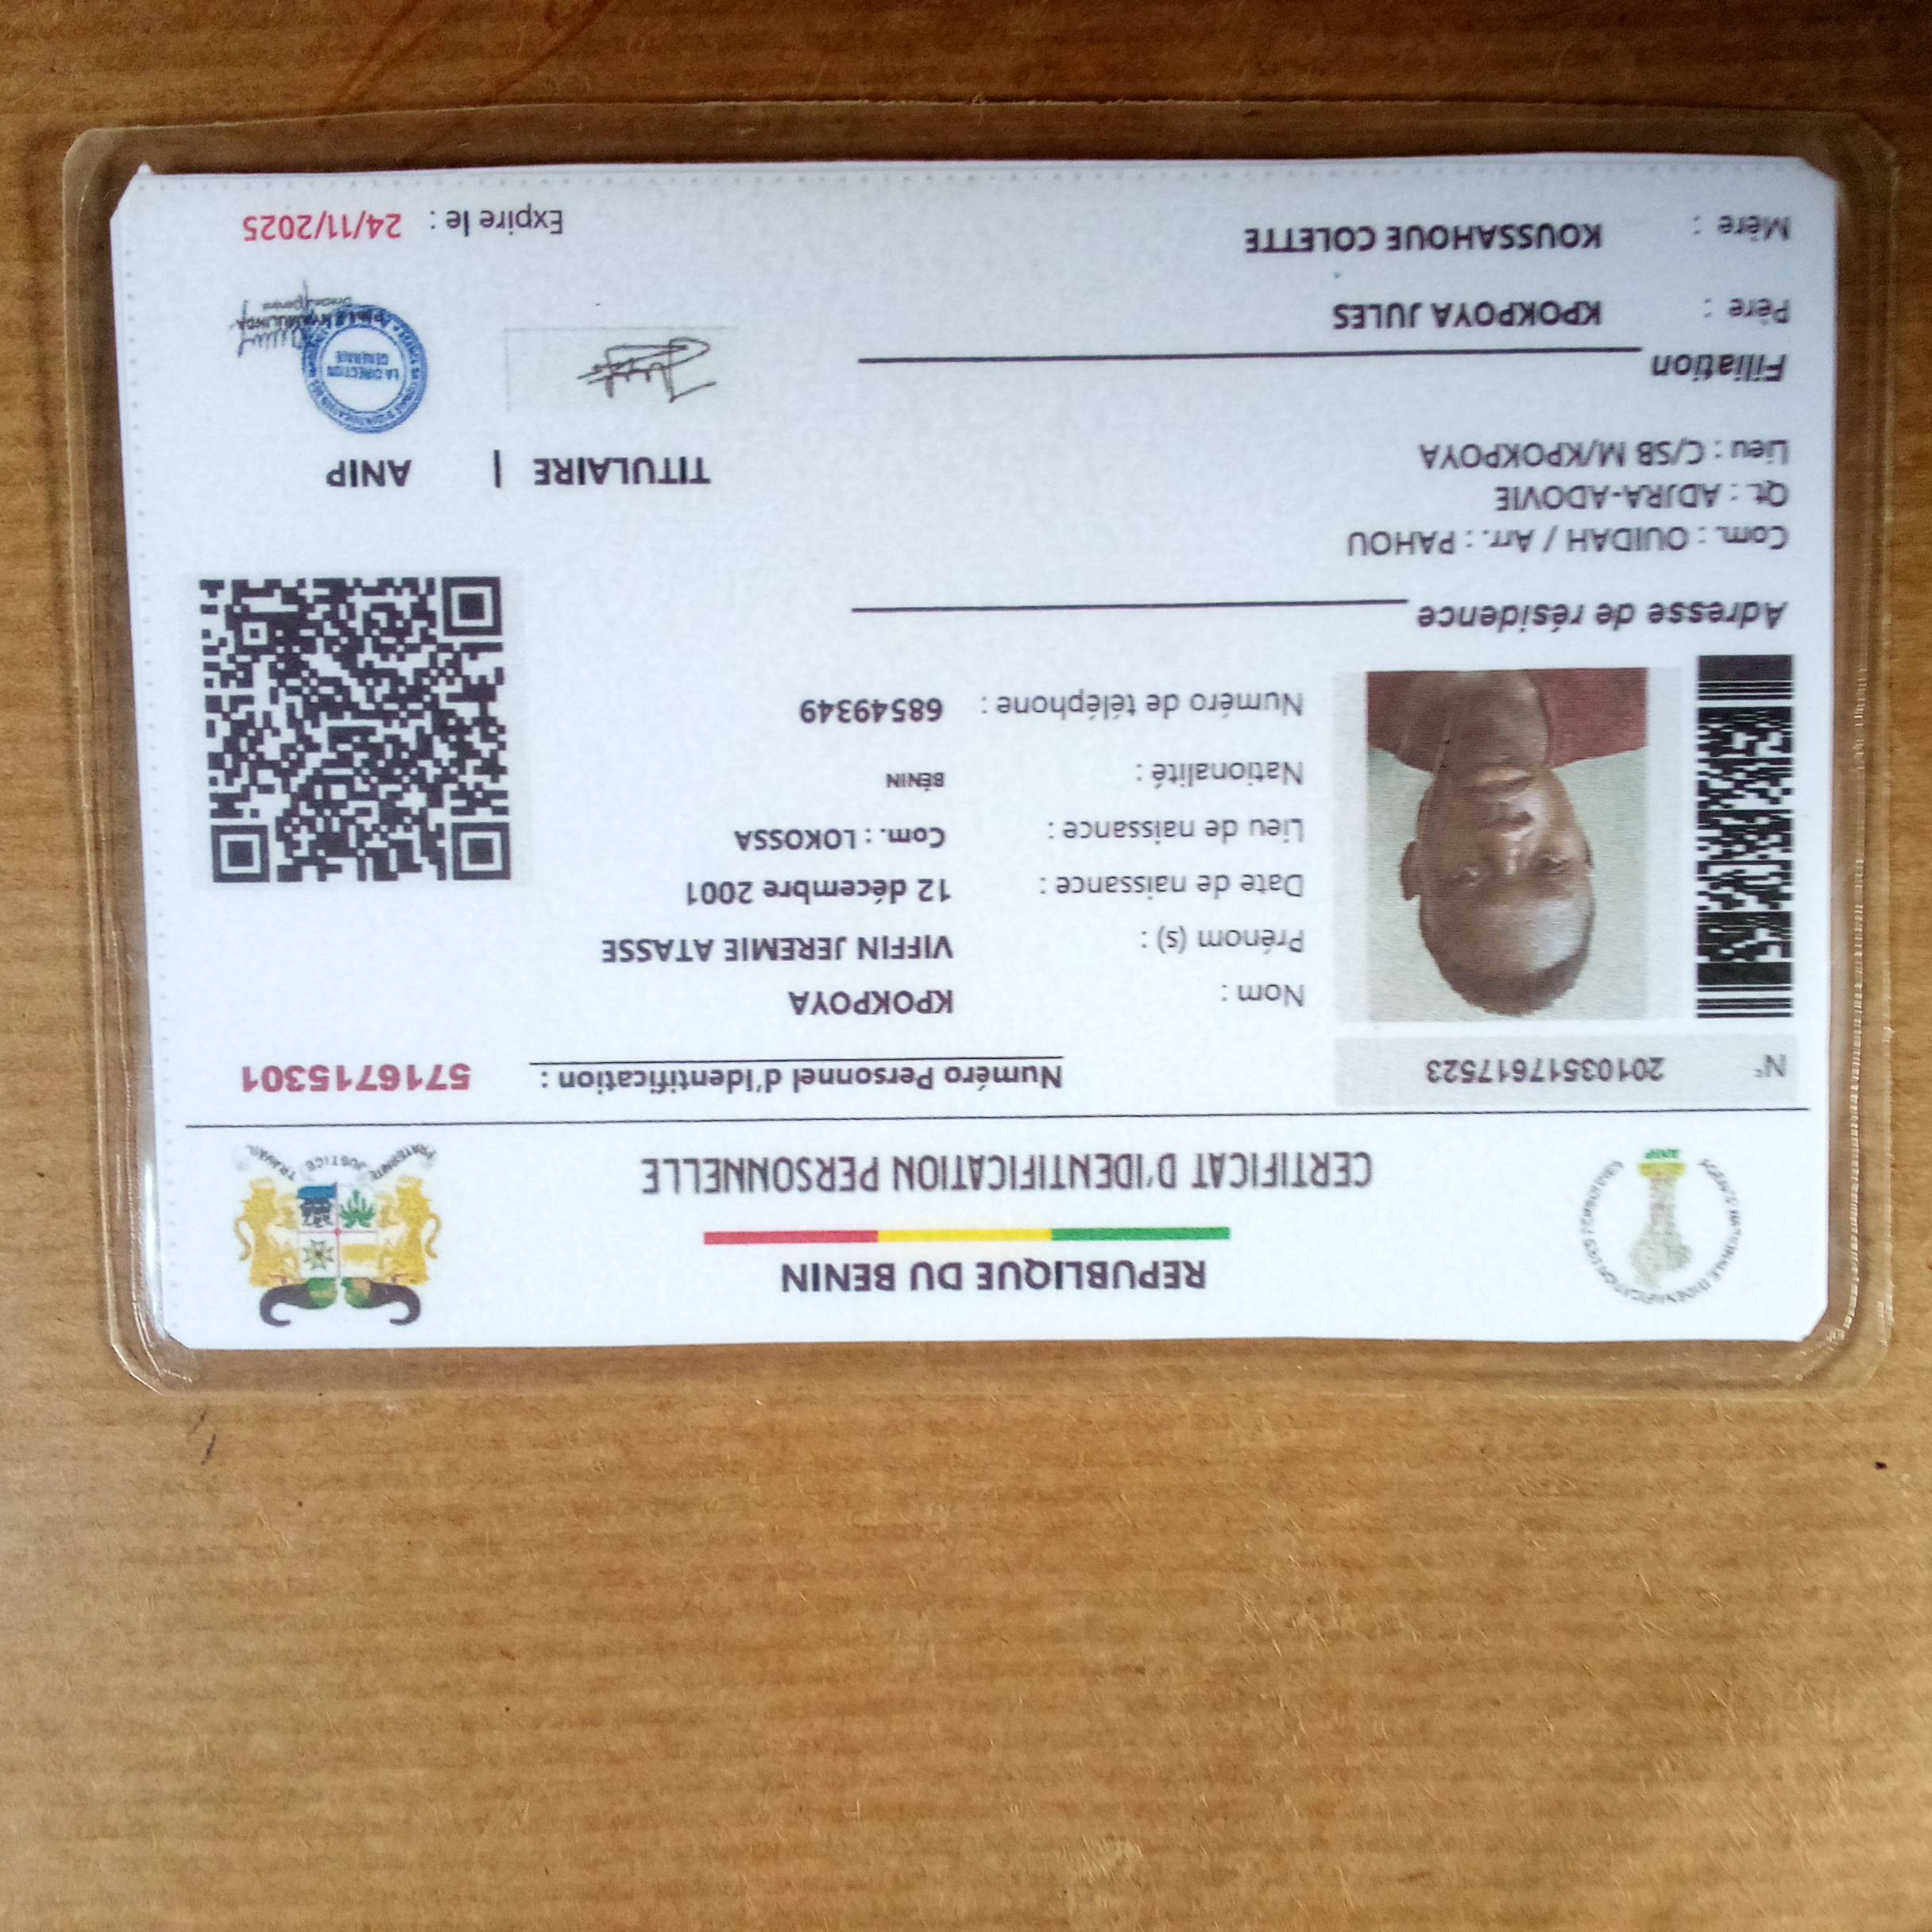 REPUBLIQUE DU BENIN
CERTIFICAT D'IDENTIFICATION PERSONNELLE
FRATERNITE JUSTICE TRAVAIL
ANIP
N° 20103517617523
Numéro Personnel d'Identification : 5716715301
Nom : KPOKPOYA
Prénom (s) : VIFFIN JEREMIE ATASSE
Date de naissance : 12 décembre 2001
Lieu de naissance : Com. : LOKOSSA
Nationalité : BÉNIN
Numéro de téléphone : 68549349
Adresse de résidence
Com. : OUIDAH / Arr. : PAHOU
Qt. : ADJRA-ADOVIE
Lieu : C/SB M/KPOKPOYA
TITULAIRE | ANIP
LA DIRECTION
GENERALE
Filiation
Père : KPOKPOYA JULES
Mère : KOUSSAHOUE COLETTE
Expire le : 24/11/2025